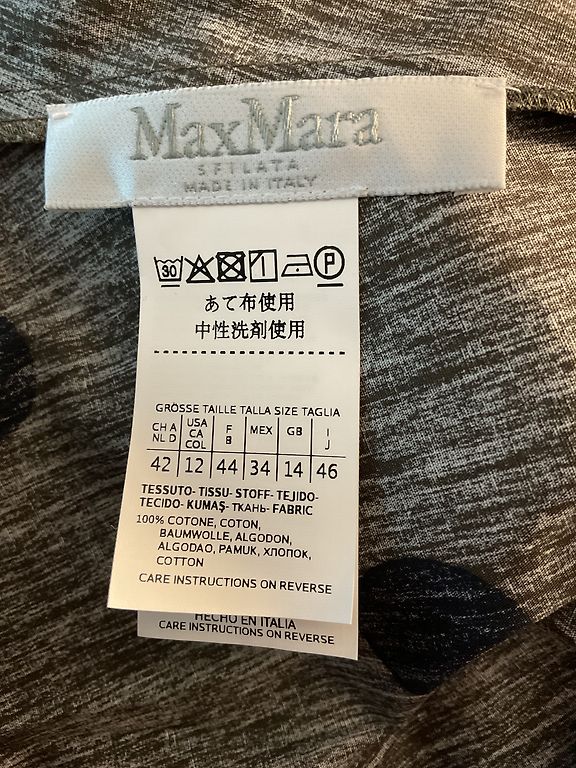 MaxMara
SFILATA
MADE IN ITALY
30 P
あて布使用
中性洗剤使用
GRÖSSE TAILLE TALLA SIZE TAGLIA
CH A NL D USA CA COL F B MEX GB I J
42 12 44 34 14 46
TESSUTO- TISSU- STOFF- TEJIDO-
TECIDO- KUMAŞ- ТКАНЬ- FABRIC
100% COTONE, COTON,
BAUMWOLLE, ALGODON,
ALGODAO, PAMUK, ХЛОПОК,
COTTON
CARE INSTRUCTIONS ON REVERSE
HECHO EN ITALIA
CARE INSTRUCTIONS ON REVERSE